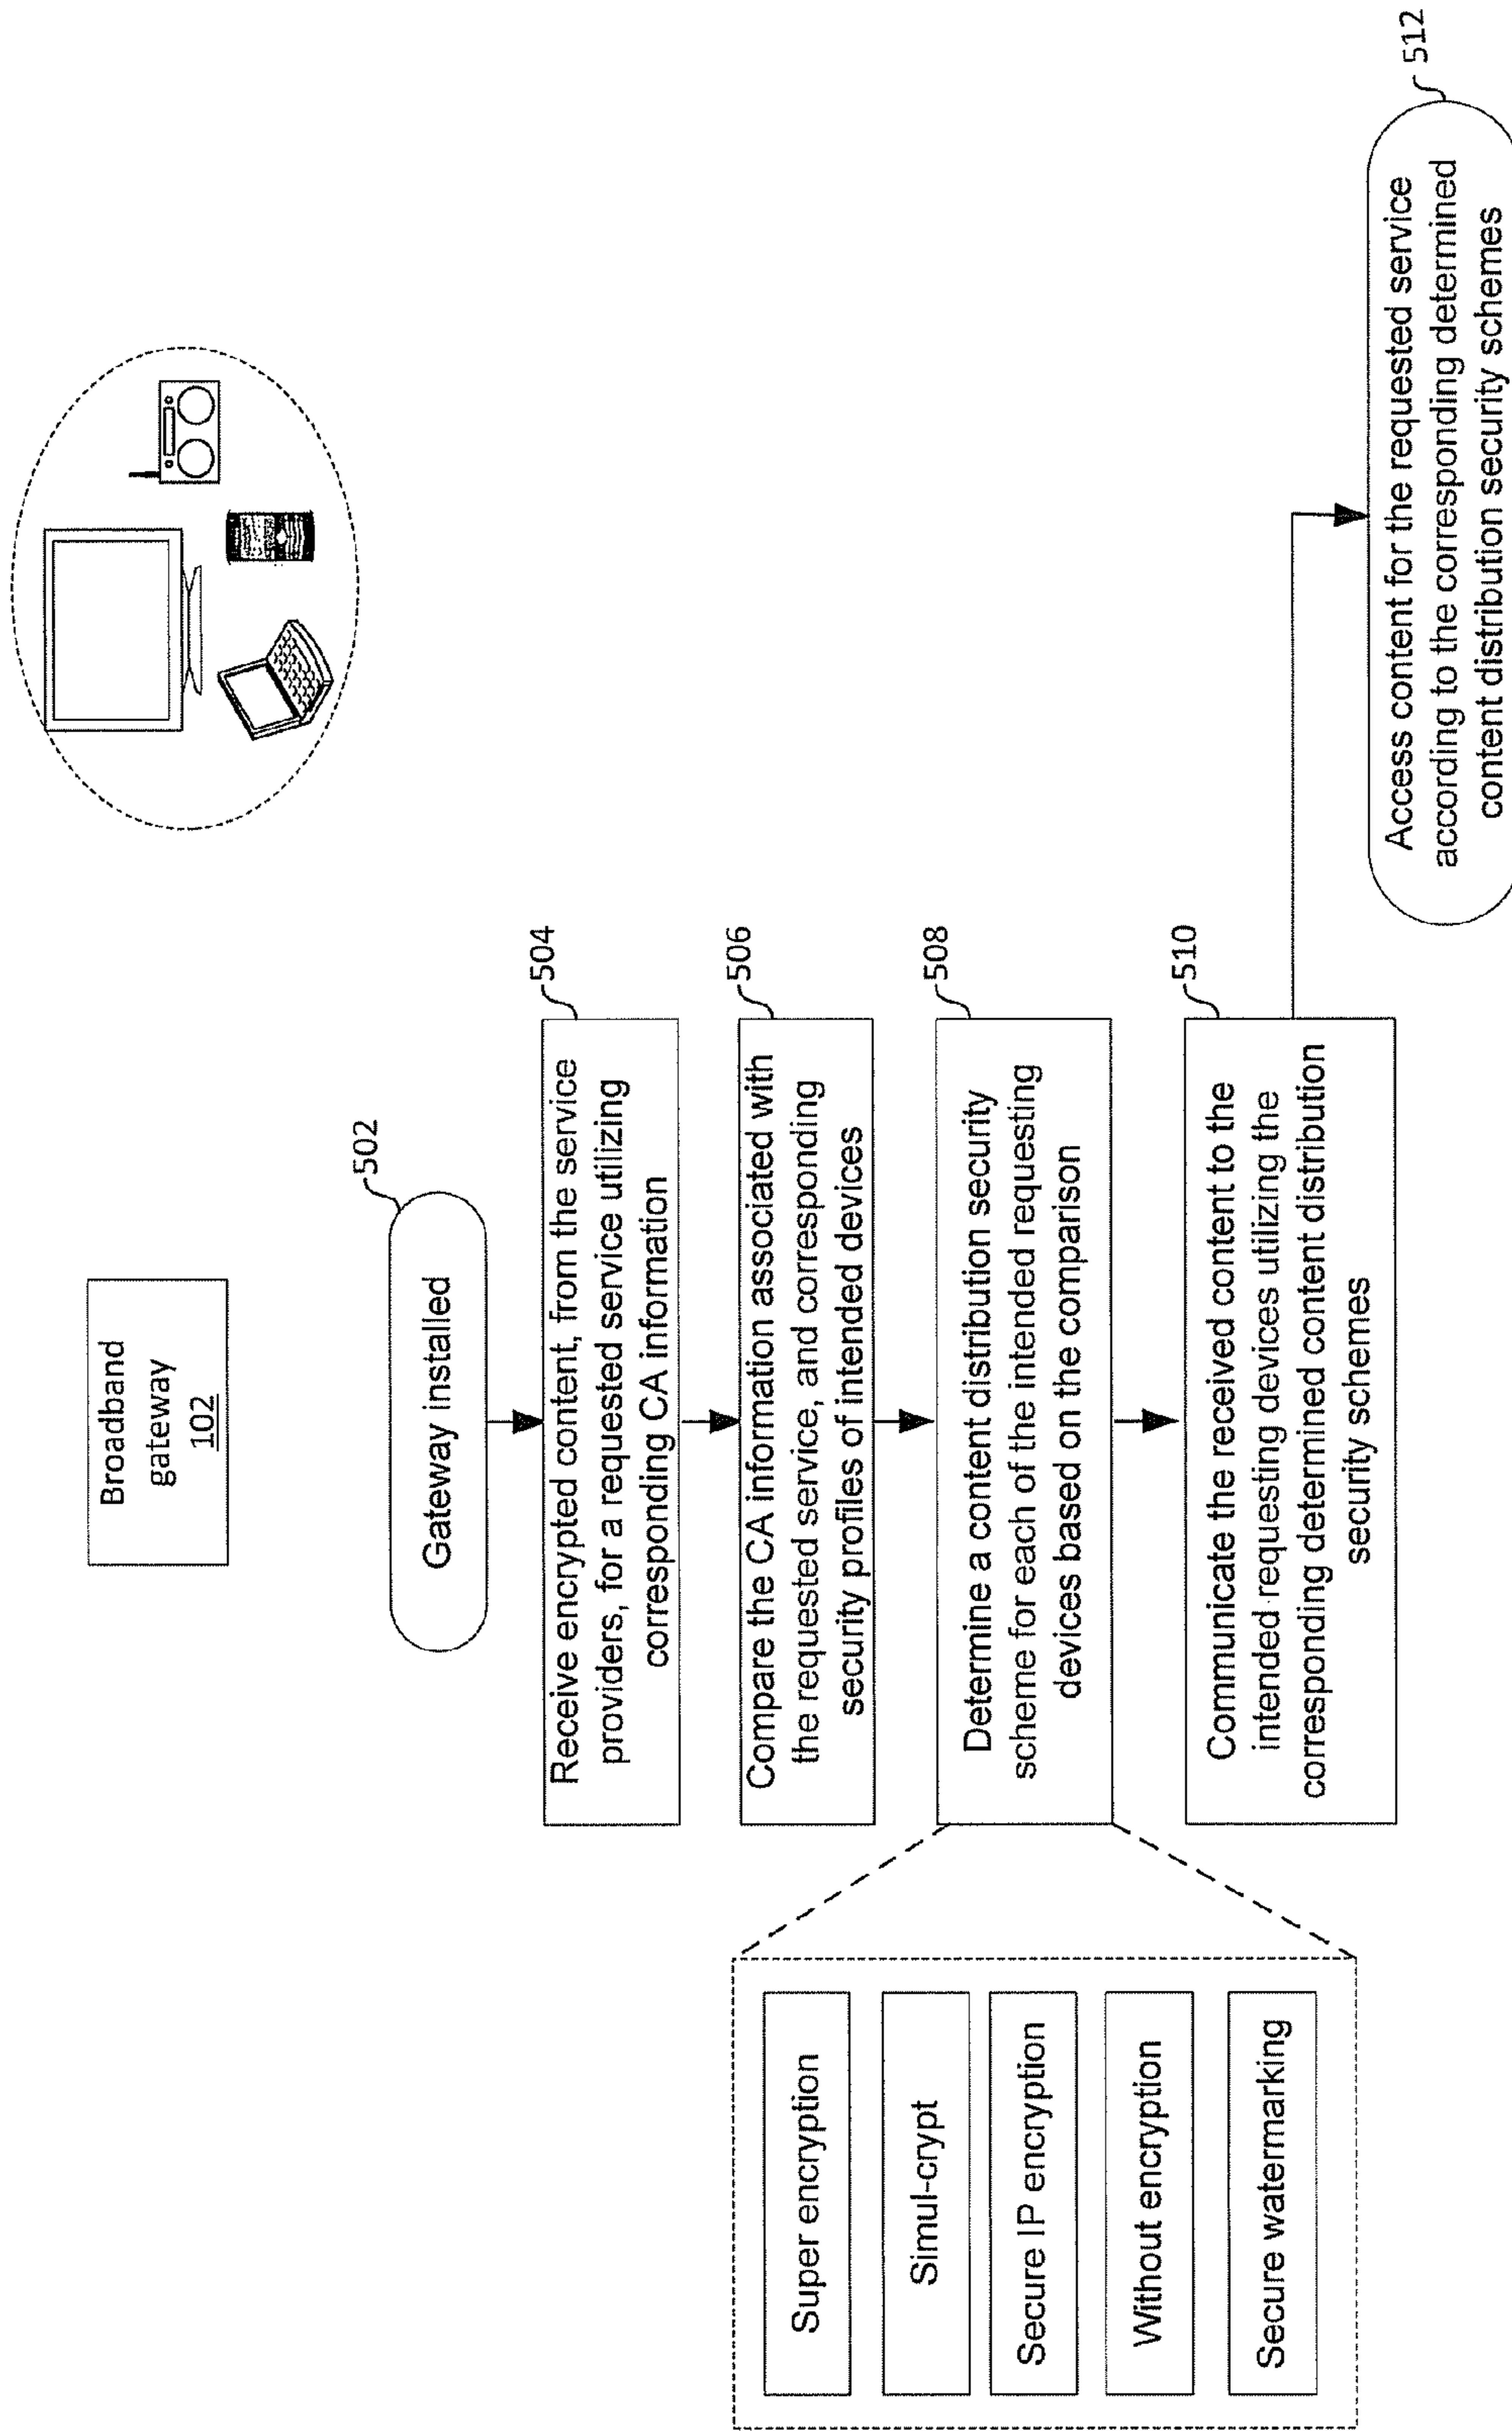 Broadband
gateway
102
502
Gateway installed
504
Receive encrypted content, from the service
providers, for a requested service utilizing
corresponding CA information
506
Compare the CA information associated with
the requested service, and corresponding
security profiles of intended devices
508
Determine a content distribution security
scheme for each of the intended requesting
devices based on the comparison
Super encryption
Simul-crypt
Secure IP encryption
Without encryption
Secure watermarking
510
Communicate the received content to the
intended requesting devices utilizing the
corresponding determined content distribution
security schemes
512
Access content for the requested service
according to the corresponding determined
content distribution security schemes